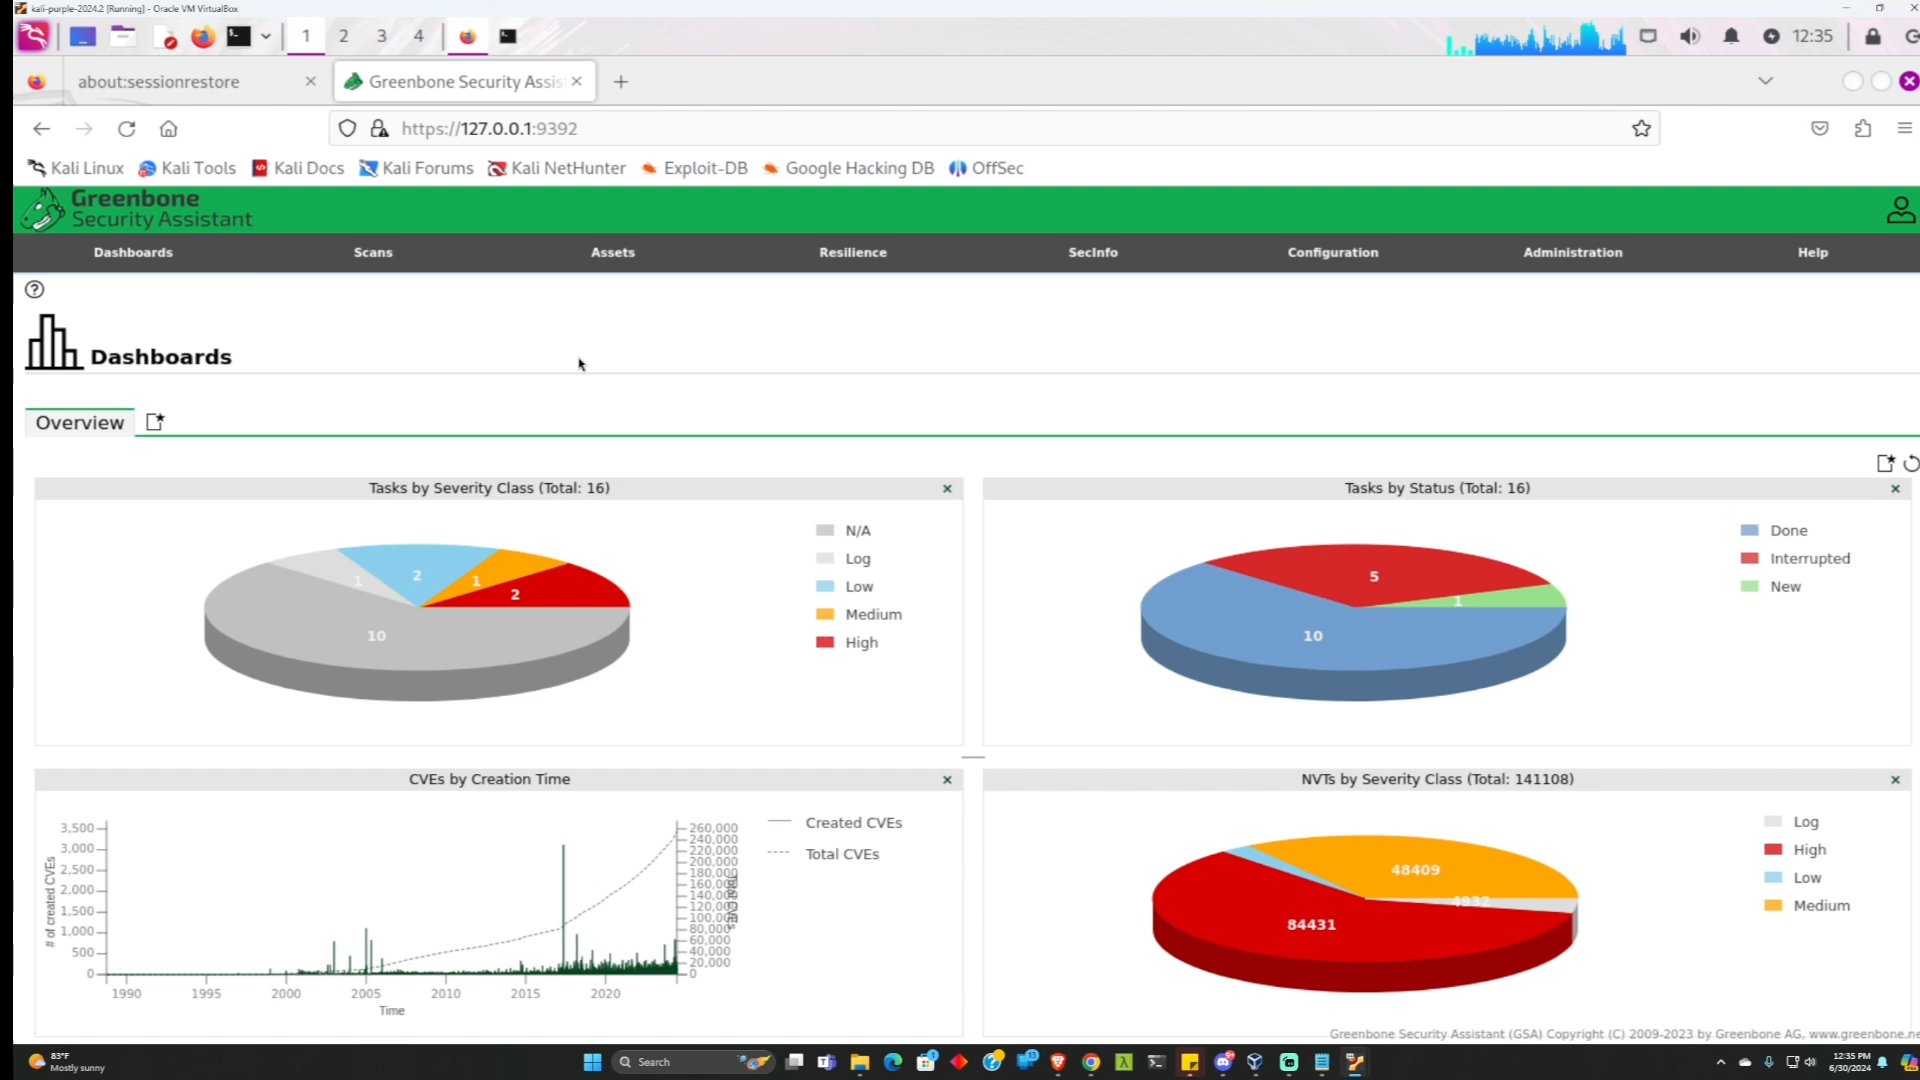 kali-purple-2024.2 [Running] - Oracle VM VirtualBox
1 2 3 4
12:35
about:sessionrestore
Greenbone Security Assis
https://127.0.0.1:9392
Kali Linux Kali Tools Kali Docs Kali Forums Kali NetHunter Exploit-DB Google Hacking DB OffSec
Greenbone
Security Assistant
Dashboards Scans Assets Resilience SecInfo Configuration Administration Help
Dashboards
Overview
Tasks by Severity Class (Total: 16)
N/A
Log
Low
Medium
High
1
2
1
2
10
Tasks by Status (Total: 16)
Done
Interrupted
New
5
1
10
CVEs by Creation Time
Created CVEs
Total CVEs
# of created CVEs
3,500
3,000
2,500
2,000
1,500
1,000
500
0
260,000
240,000
220,000
200,000
180,000
160,000
140,000
120,000
100,000
80,000
60,000
40,000
20,000
0
1990 1995 2000 2005 2010 2015 2020
Time
NVTs by Severity Class (Total: 141108)
Log
High
Low
Medium
48409
4932
84431
Greenbone Security Assistant (GSA) Copyright (C) 2009-2023 by Greenbone AG, www.greenbone.ne
83°F
Mostly sunny
Search
12:35 PM
6/30/2024